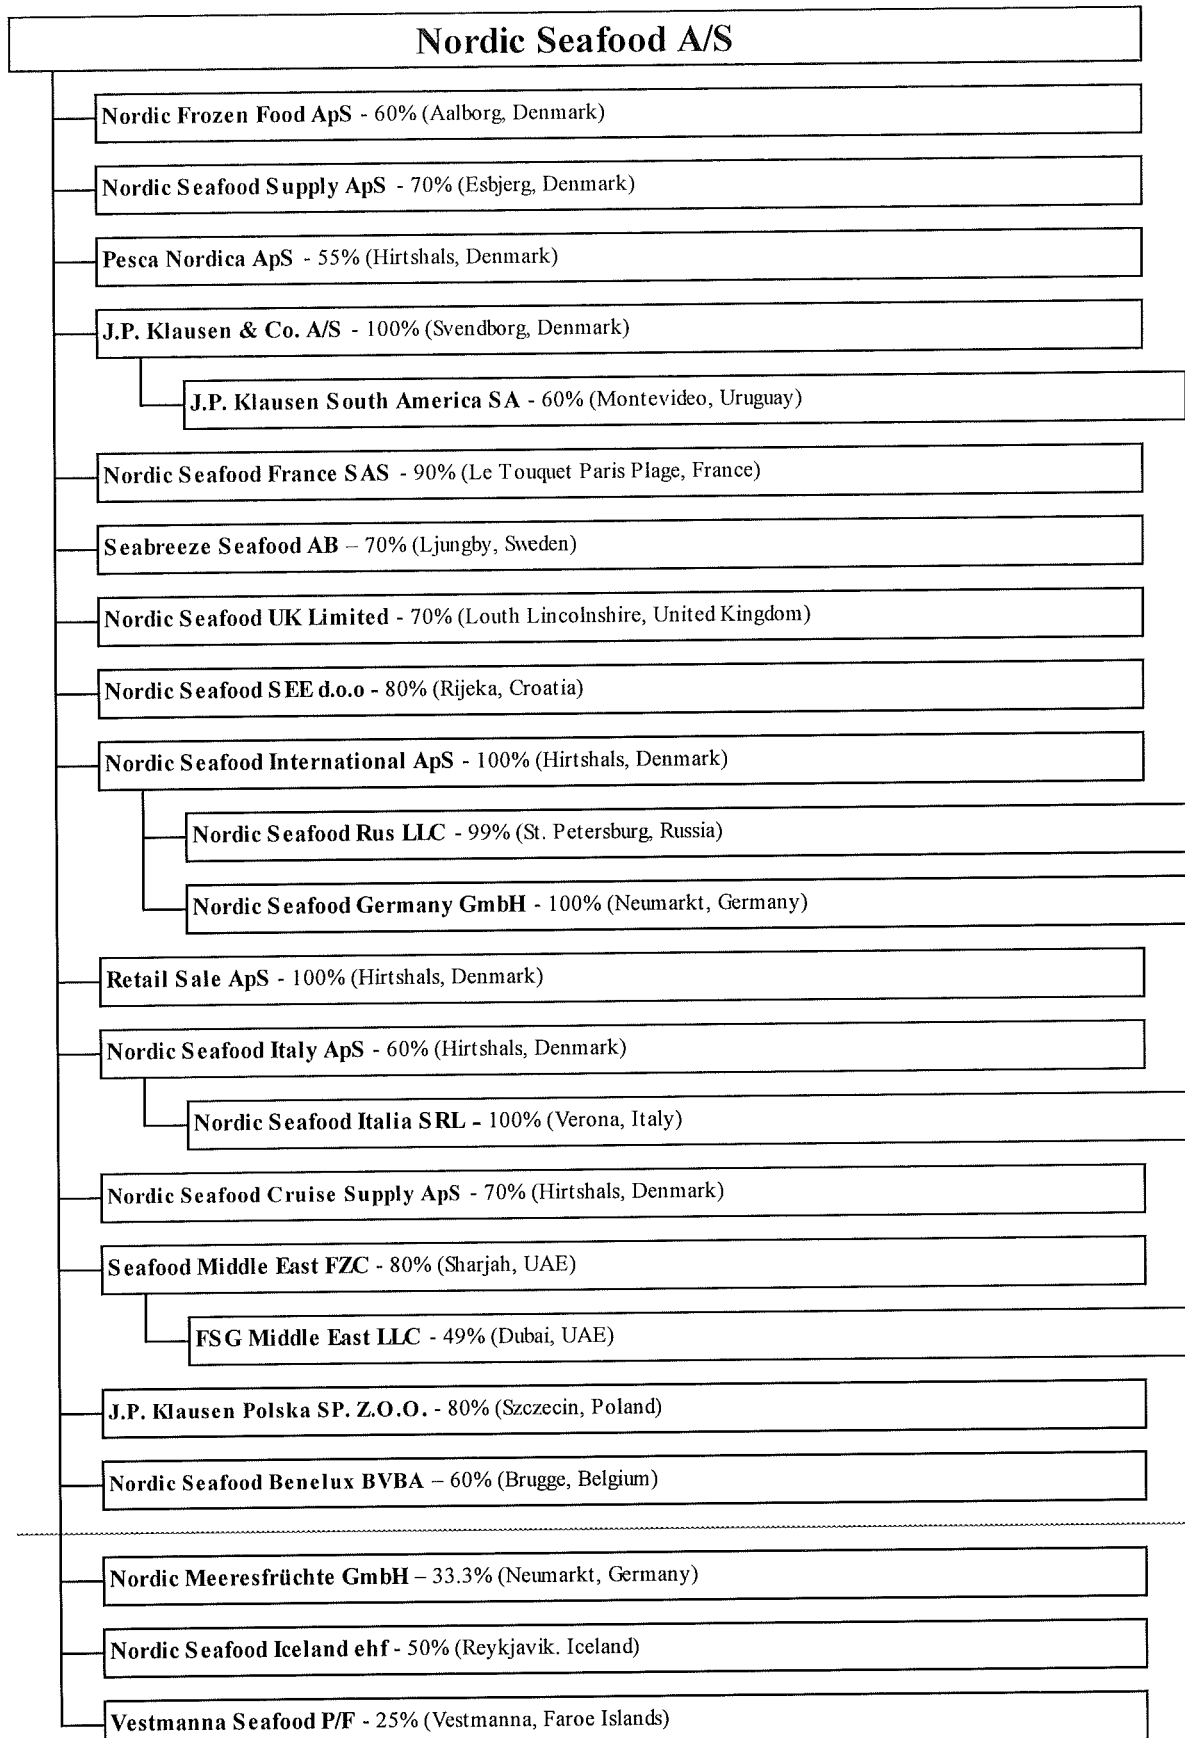 Nordic Seafood A/S
Nordic Frozen Food ApS - 60% (Aalborg, Denmark)
Nordic Seafood Supply ApS - 70% (Esbjerg, Denmark)
Pesca Nordica ApS - 55% (Hirtshals, Denmark)
J.P. Klausen & Co. A/S - 100% (Svendborg, Denmark)
J.P. Klausen South America SA - 60% (Montevideo, Uruguay)
Nordic Seafood France SAS - 90% (Le Touquet Paris Plage, France)
Seabreeze Seafood AB – 70% (Ljungby, Sweden)
Nordic Seafood UK Limited - 70% (Louth Lincolnshire, United Kingdom)
Nordic Seafood SEE d.o.o - 80% (Rijeka, Croatia)
Nordic Seafood International ApS - 100% (Hirtshals, Denmark)
Nordic Seafood Rus LLC - 99% (St. Petersburg, Russia)
Nordic Seafood Germany GmbH - 100% (Neumarkt, Germany)
Retail Sale ApS - 100% (Hirtshals, Denmark)
Nordic Seafood Italy ApS - 60% (Hirtshals, Denmark)
Nordic Seafood Italia SRL – 100% (Verona, Italy)
Nordic Seafood Cruise Supply ApS - 70% (Hirtshals, Denmark)
Seafood Middle East FZC - 80% (Sharjah, UAE)
FSG Middle East LLC - 49% (Dubai, UAE)
J.P. Klausen Polska SP. Z.O.O. - 80% (Szczecin, Poland)
Nordic Seafood Benelux BVBA – 60% (Brugge, Belgium)
Nordic Meeresfrüchte GmbH – 33.3% (Neumarkt, Germany)
Nordic Seafood Iceland ehf - 50% (Reykjavik. Iceland)
Vestmanna Seafood P/F - 25% (Vestmanna, Faroe Islands)